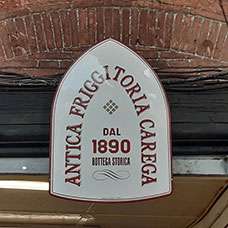 ANTICA FRIGGITORIA CAREGA
DAL
1890
BOTTEGA STORICA